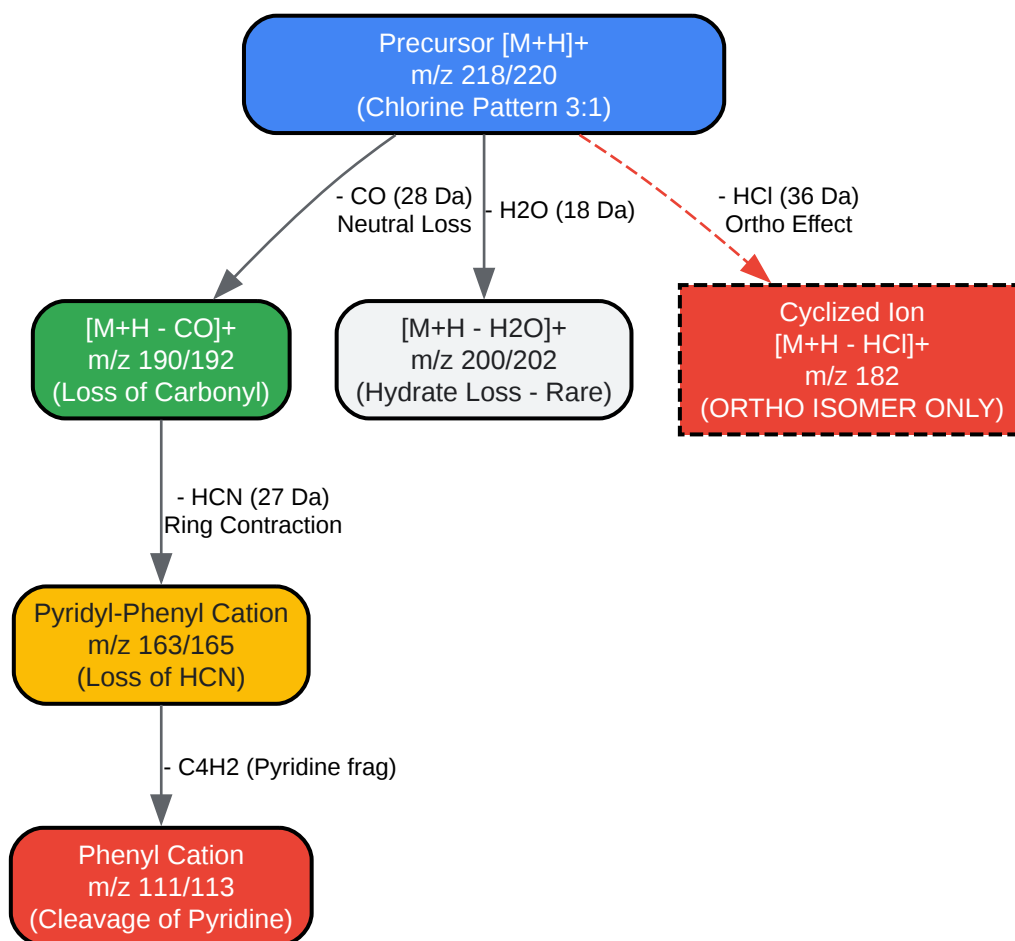 Precursor [M+H]+
m/z 218/220
(Chlorine Pattern 3:1)
- CO (28 Da)
Neutral Loss
- H2O (18 Da)
- HCl (36 Da)
Ortho Effect
[M+H - CO]+
m/z 190/192
(Loss of Carbonyl)
[M+H - H2O]+
m/z 200/202
(Hydrate Loss - Rare)
Cyclized Ion
[M+H - HCl]+
m/z 182
(ORTHO ISOMER ONLY)
- HCN (27 Da)
Ring Contraction
Pyridyl-Phenyl Cation
m/z 163/165
(Loss of HCN)
- C4H2 (Pyridine frag)
Phenyl Cation
m/z 111/113
(Cleavage of Pyridine)